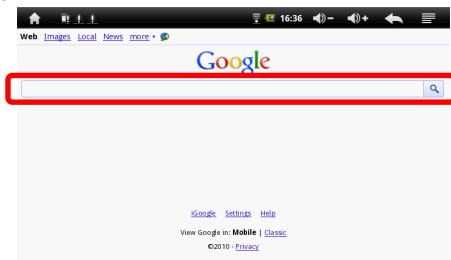 16:36
Web Images Local News more
Google
iGoogle Settings Help
View Google in: Mobile | Classic
©2010 - Privacy